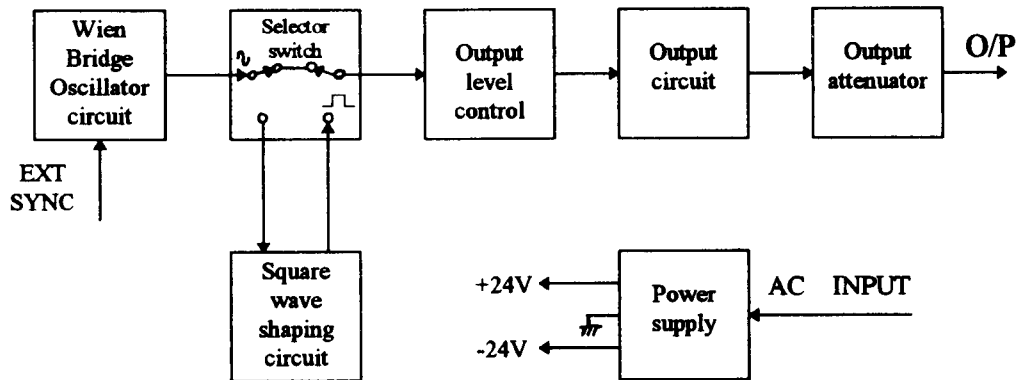 Wien
Bridge
Oscillator
circuit
Selector
switch
Output
level
control
Output
circuit
Output
attenuator
O/P
EXT
SYNC
Square
wave
shaping
circuit
+24V
-24V
Power
supply
AC INPUT